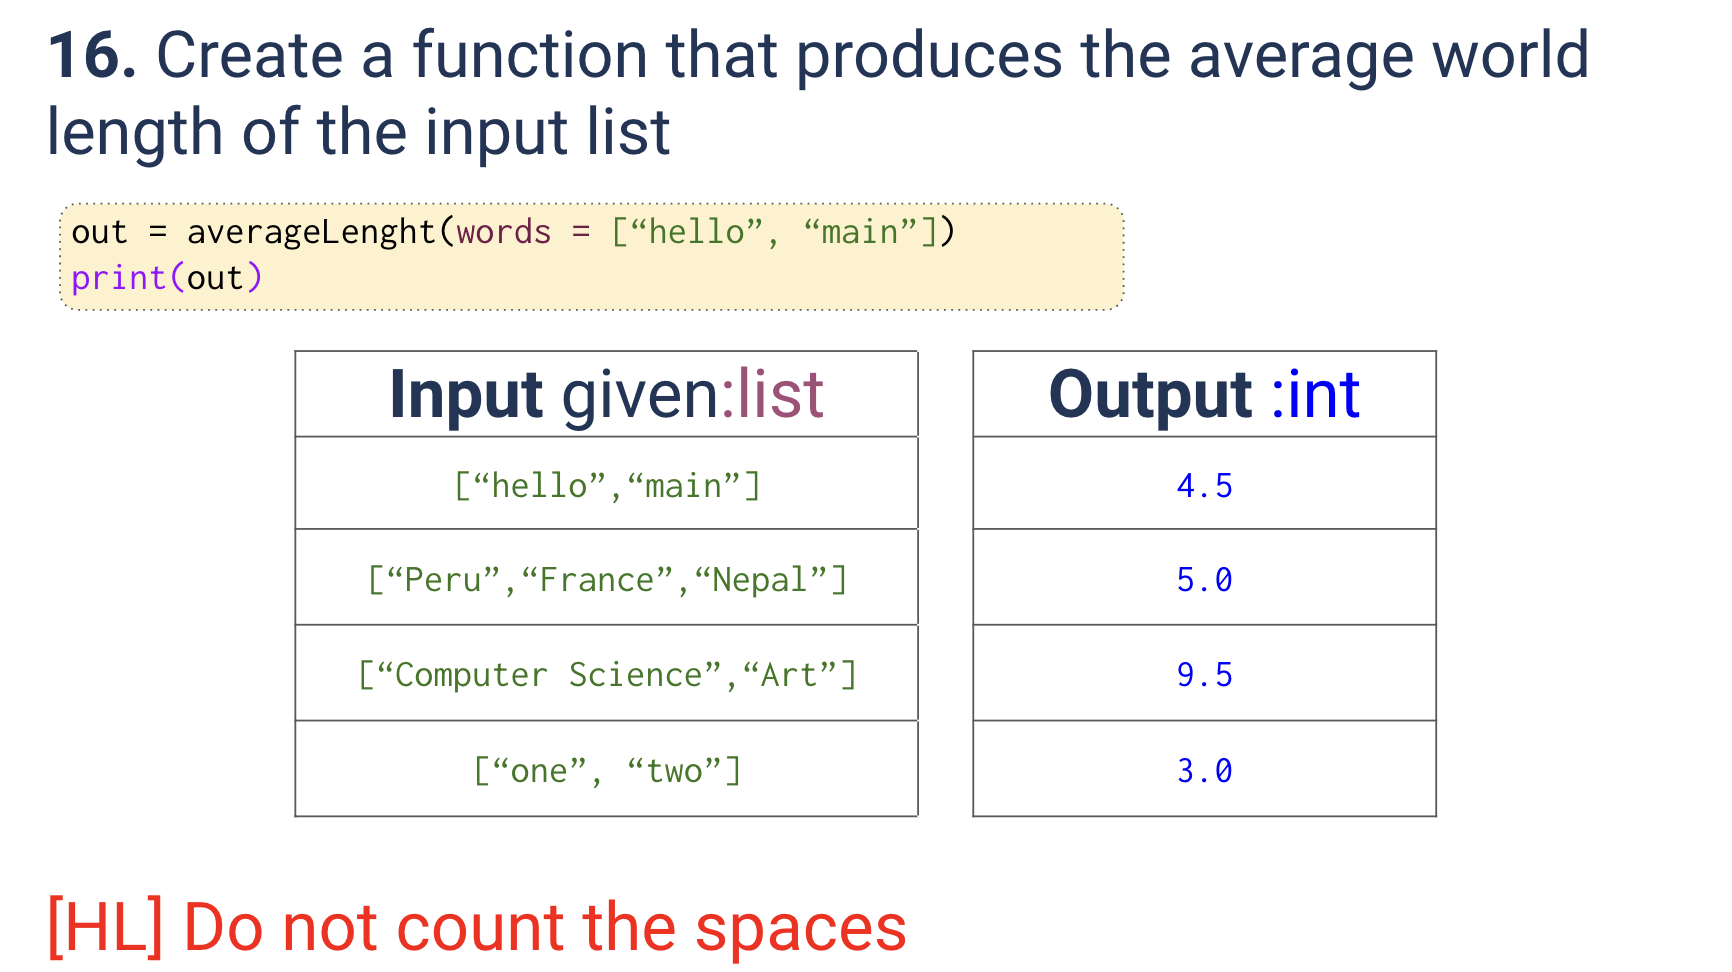 16. Create a function that produces the average world
length of the input list
out = averageLenght(words = [“hello”, “main”])
print(out)
Input given:list
Output :int
[“hello”,“main”]
4.5
[“Peru”,“France”,“Nepal”]
5.0
[“Computer Science”,“Art”]
9.5
[“one”, “two”]
3.0
[HL] Do not count the spaces